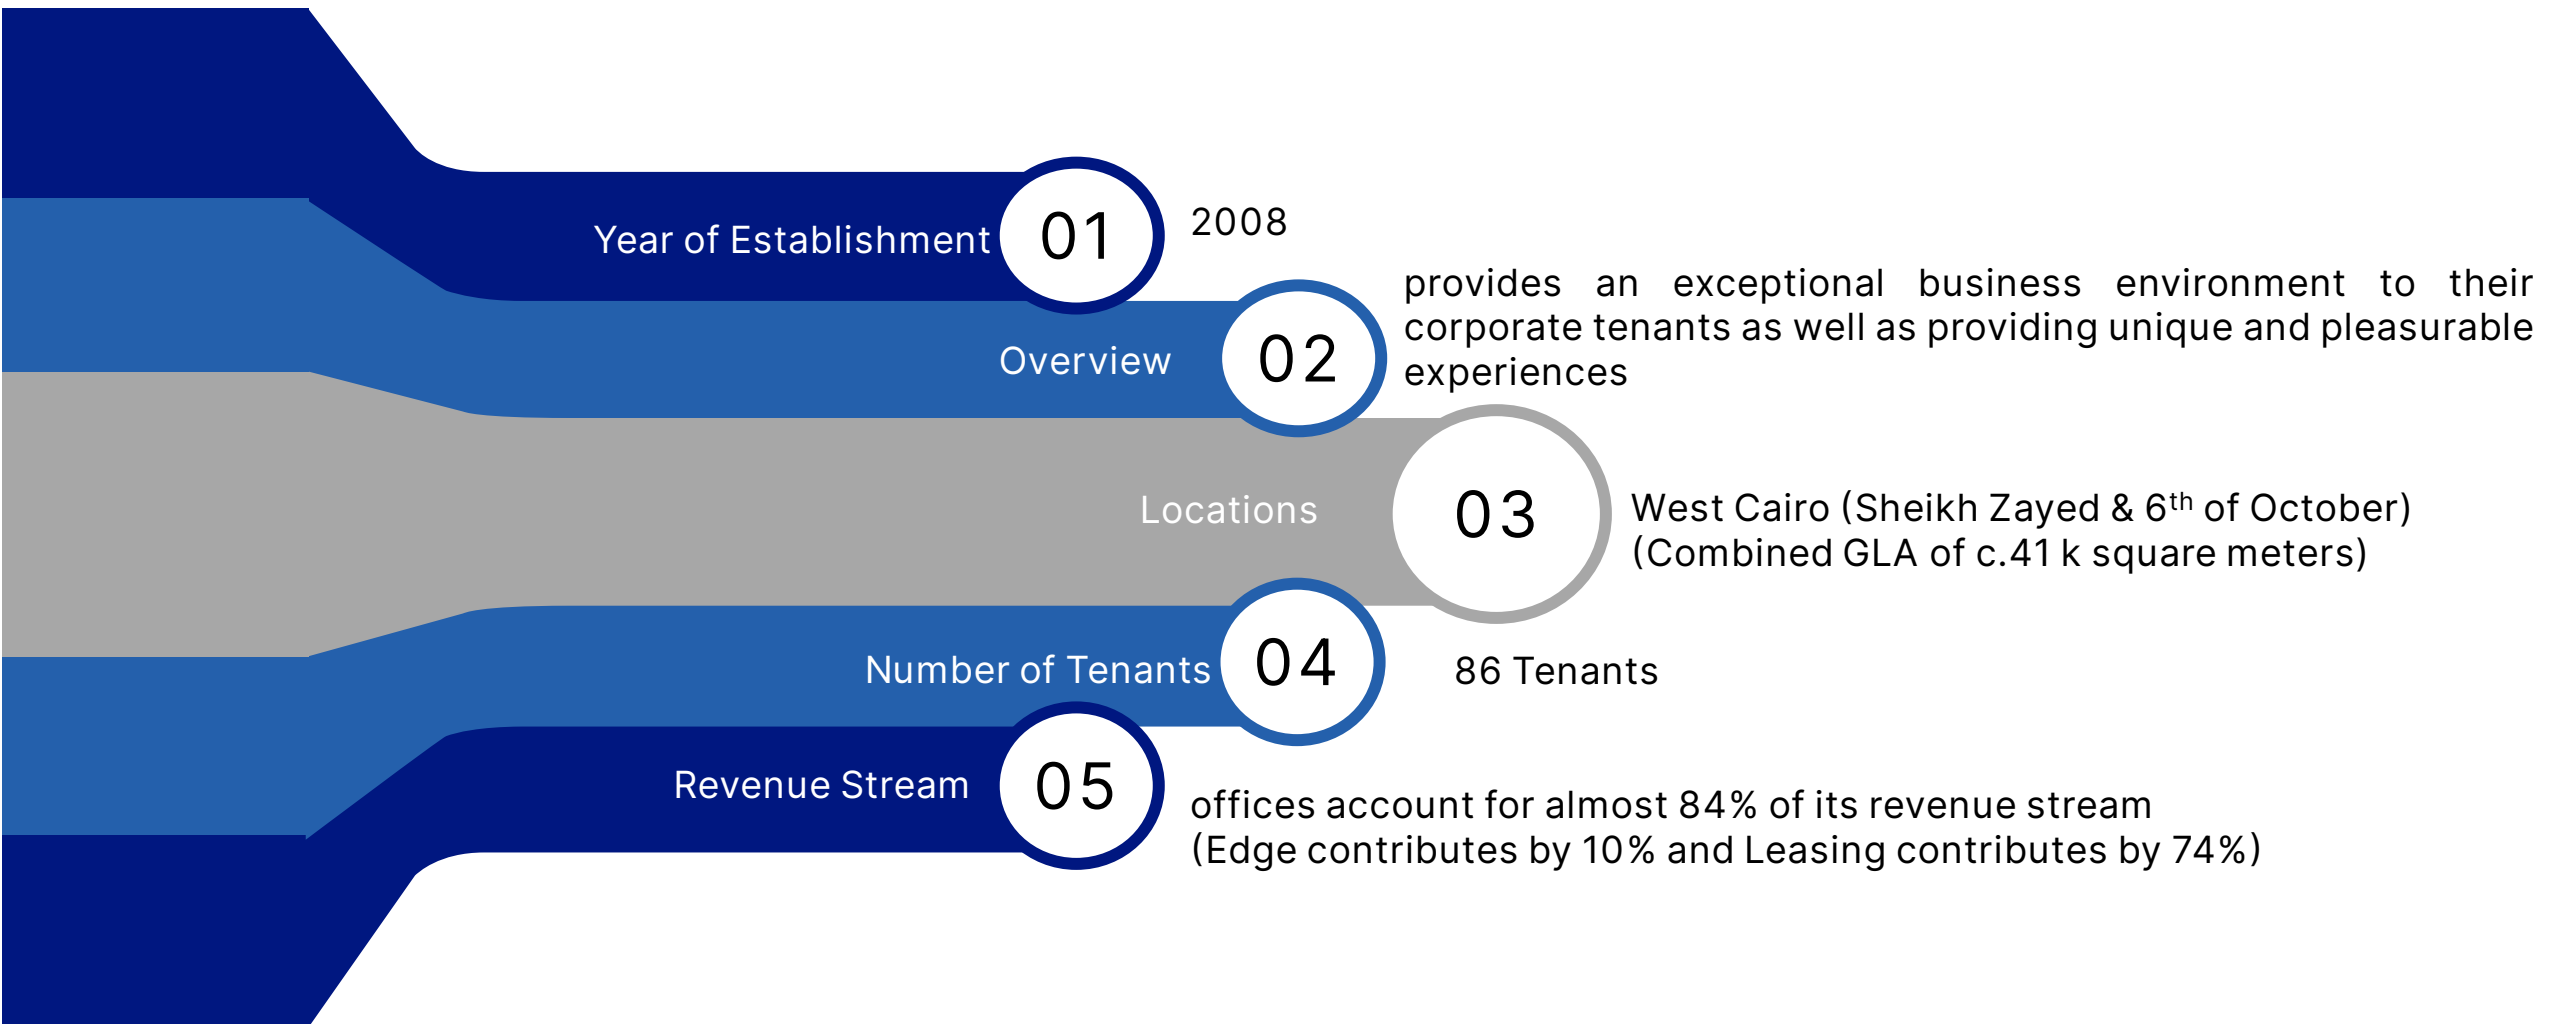 Year of Establishment
01
2008
Overview
02
provides an exceptional business environment to their
corporate tenants as well as providing unique and pleasurable
experiences
Locations
03
West Cairo (Sheikh Zayed & 6th of October)
(Combined GLA of c.41 k square meters)
Number of Tenants
04
86 Tenants
Revenue Stream
05
offices account for almost 84% of its revenue stream
(Edge contributes by 10% and Leasing contributes by 74%)